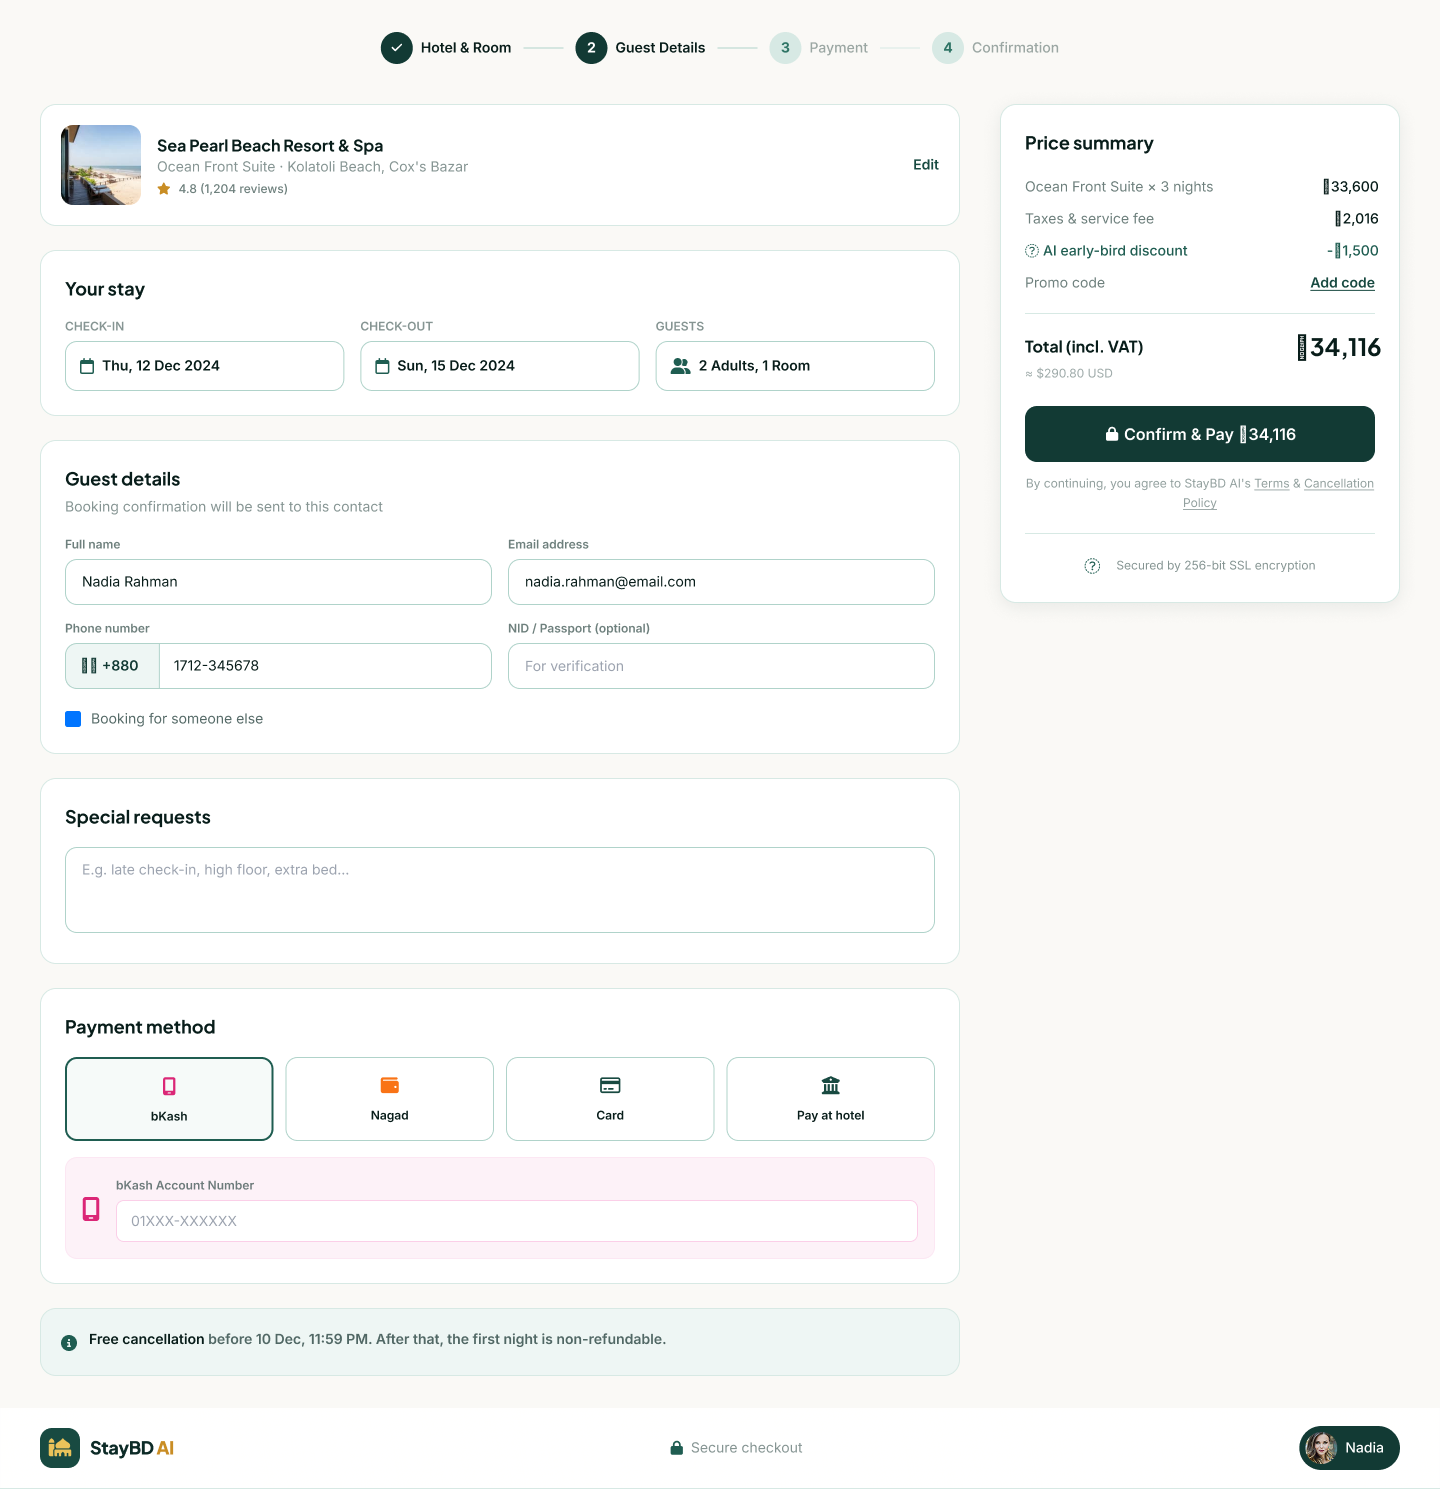 Hotel & Room
2 Guest Details
3 Payment
4 Confirmation
Sea Pearl Beach Resort & Spa
Ocean Front Suite · Kolatoli Beach, Cox's Bazar
4.8 (1,204 reviews)
Edit
Your stay
CHECK-IN
Thu, 12 Dec 2024
CHECK-OUT
Sun, 15 Dec 2024
GUESTS
2 Adults, 1 Room
Guest details
Booking confirmation will be sent to this contact
Full name
Nadia Rahman
Email address
nadia.rahman@email.com
Phone number
+880 1712-345678
NID / Passport (optional)
For verification
Booking for someone else
Special requests
E.g. late check-in, high floor, extra bed...
Payment method
bKash
Nagad
Card
Pay at hotel
bKash Account Number
01XXX-XXXXXX
Free cancellation before 10 Dec, 11:59 PM. After that, the first night is non-refundable.
Price summary
Ocean Front Suite × 3 nights 33,600
Taxes & service fee 2,016
AI early-bird discount -1,500
Promo code Add code
Total (incl. VAT) 34,116
≈ $290.80 USD
Confirm & Pay 34,116
By continuing, you agree to StayBD AI's Terms & Cancellation
Policy
Secured by 256-bit SSL encryption
StayBD AI
Secure checkout
Nadia